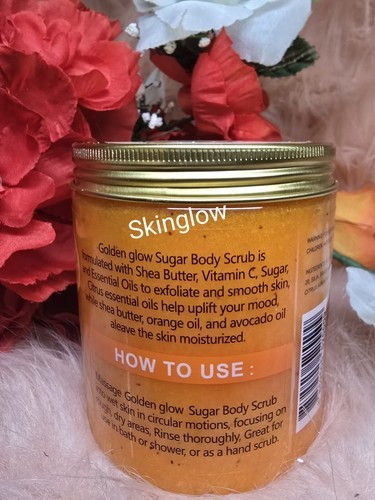 Skinglow
Skinglow
Golden glow Sugar Body Scrub is
formulated with Shea Butter, Vitamin C, Sugar,
and Essential Oils to exfoliate and smooth skin,
Citrus essential oils help uplift your mood,
while shea butter, orange oil, and avocado oil
aleave the skin moisturized.
HOW TO USE :
Massage Golden glow Sugar Body Scrub
into wet skin in circular motions, focusing on
rough, dry areas, Rinse thoroughly, Great for
use in bath or shower, or as a hand scrub.